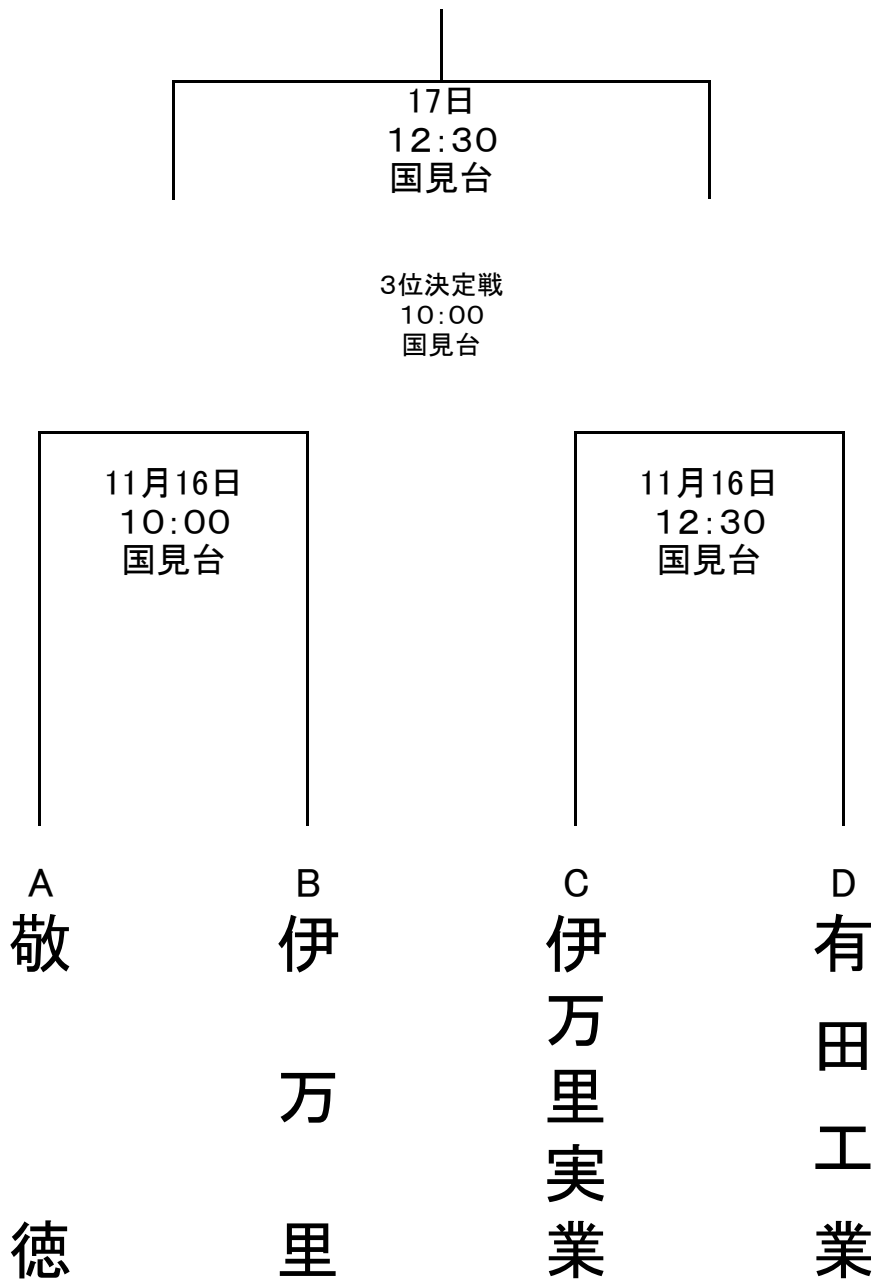 17日
12:30
国見台
3位決定戦
10:00
国見台
11月16日
10:00
国見台
11月16日
12:30
国見台
A
敬徳
B
伊万里
C
伊万里実業
D
有田工業